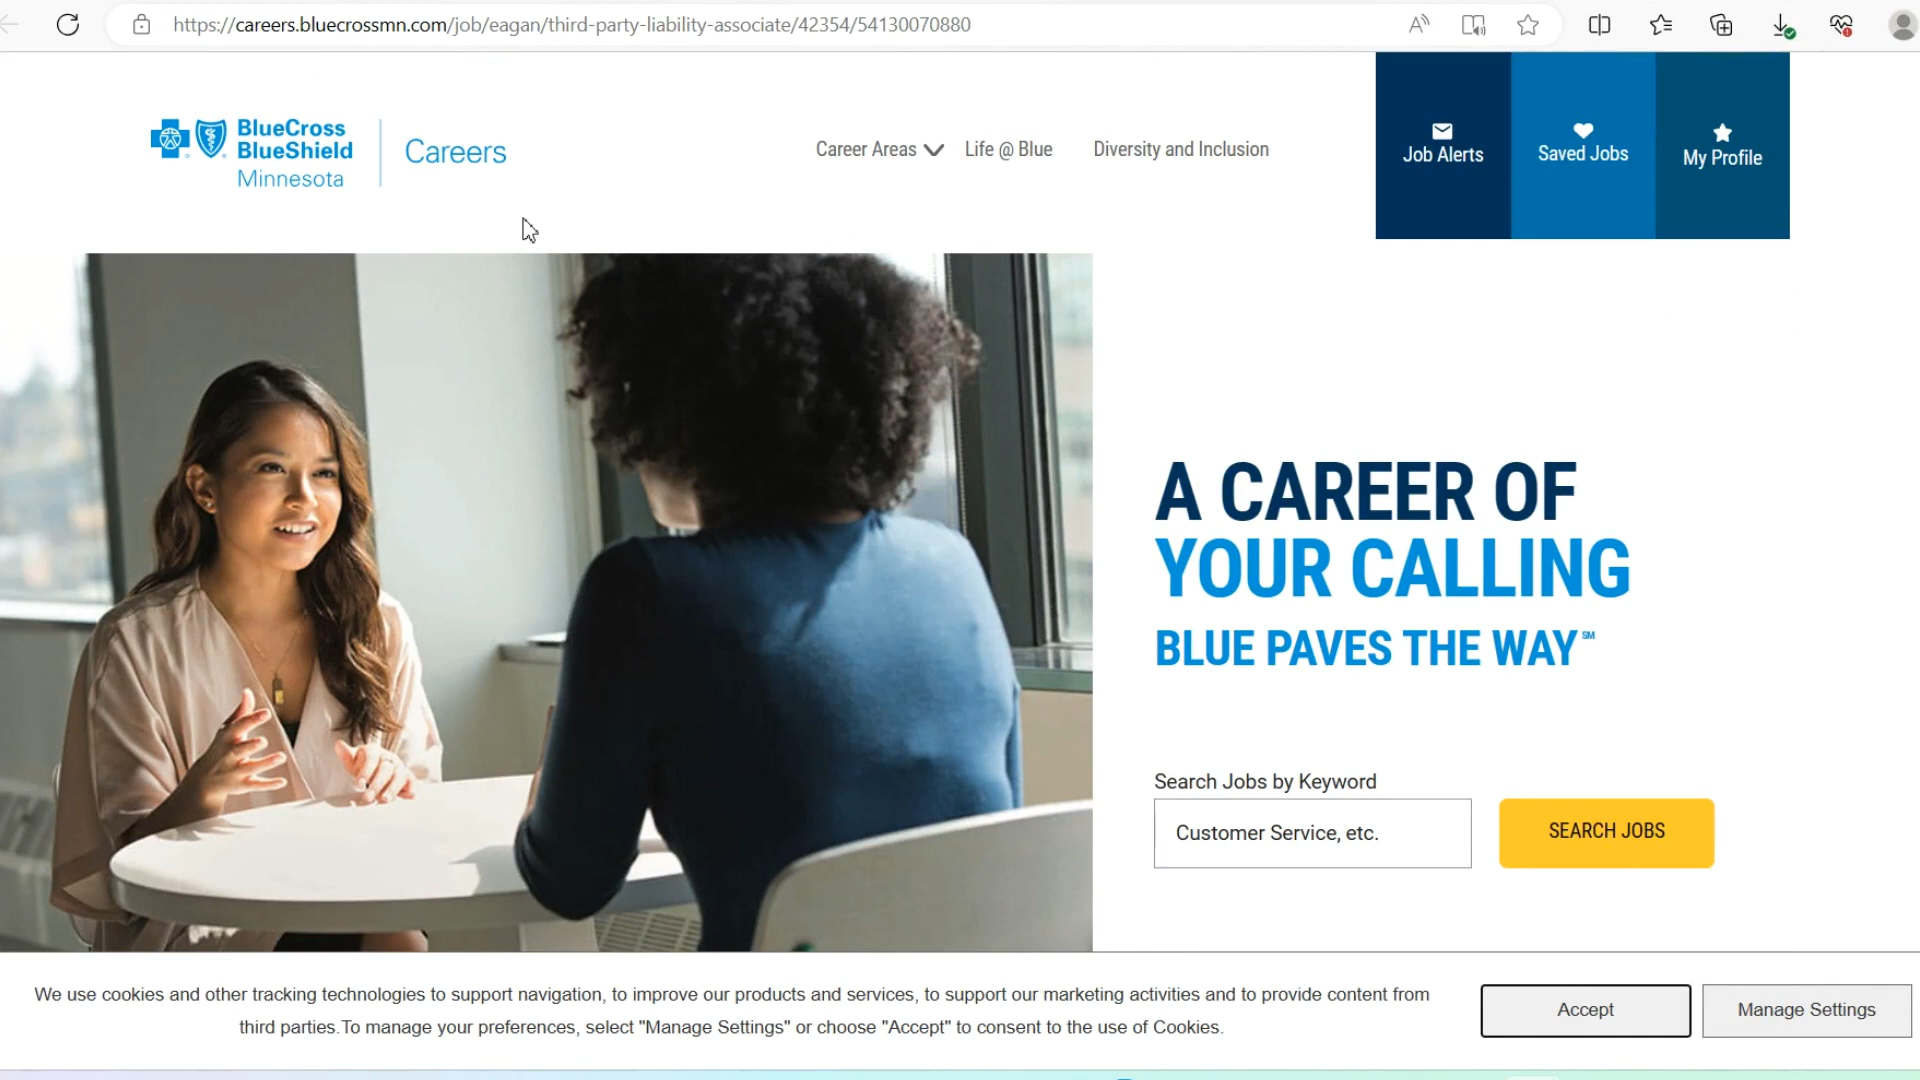 https://careers.bluecrossmn.com/job/eagan/third-party-liability-associate/42354/54130070880
BlueCross
BlueShield
Minnesota
Careers
Career Areas
Life @ Blue
Diversity and Inclusion
Job Alerts
Saved Jobs
My Profile
A CAREER OF
YOUR CALLING
BLUE PAVES THE WAY℠
Search Jobs by Keyword
Customer Service, etc.
SEARCH JOBS
We use cookies and other tracking technologies to support navigation, to improve our products and services, to support our marketing activities and to provide content from
third parties.To manage your preferences, select "Manage Settings" or choose "Accept" to consent to the use of Cookies.
Accept
Manage Settings